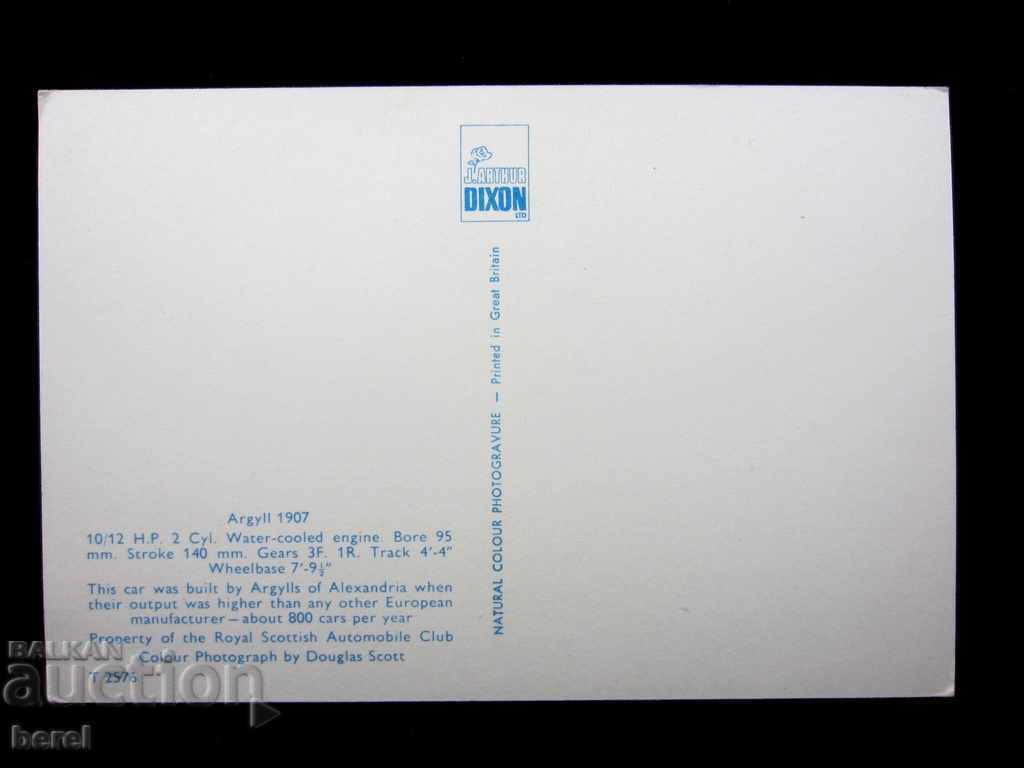 J. ARTHUR
DIXON
LTD
NATURAL COLOUR PHOTOGRAVURE — Printed in Great Britain
Argyll 1907
10/12 H.P. 2 Cyl. Water-cooled engine. Bore 95
mm. Stroke 140 mm. Gears 3F. 1R. Track 4'-4"
Wheelbase 7'-9½"
This car was built by Argylls of Alexandria when
their output was higher than any other European
manufacturer – about 800 cars per year
Property of the Royal Scottish Automobile Club
Colour Photograph by Douglas Scott
T 2576
BALKAN
auction
berel